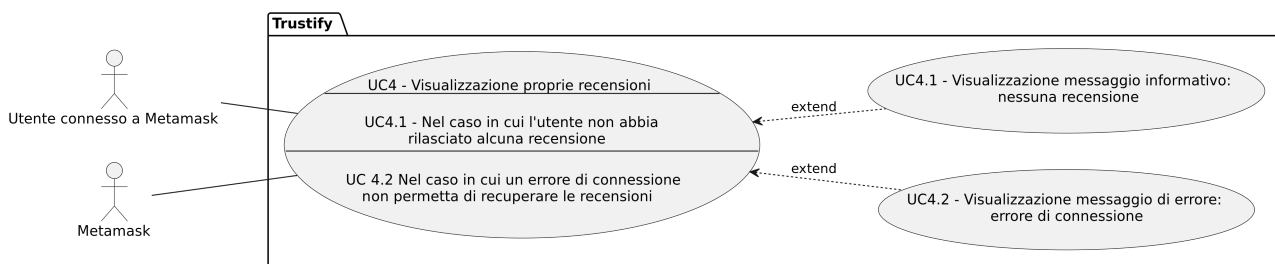 Trustify
Utente connesso a Metamask
Metamask
UC4 - Visualizzazione proprie recensioni
UC4.1 - Nel caso in cui l'utente non abbia
rilasciato alcuna recensione
UC 4.2 Nel caso in cui un errore di connessione
non permetta di recuperare le recensioni
extend
extend
UC4.1 - Visualizzazione messaggio informativo:
nessuna recensione
UC4.2 - Visualizzazione messaggio di errore:
errore di connessione